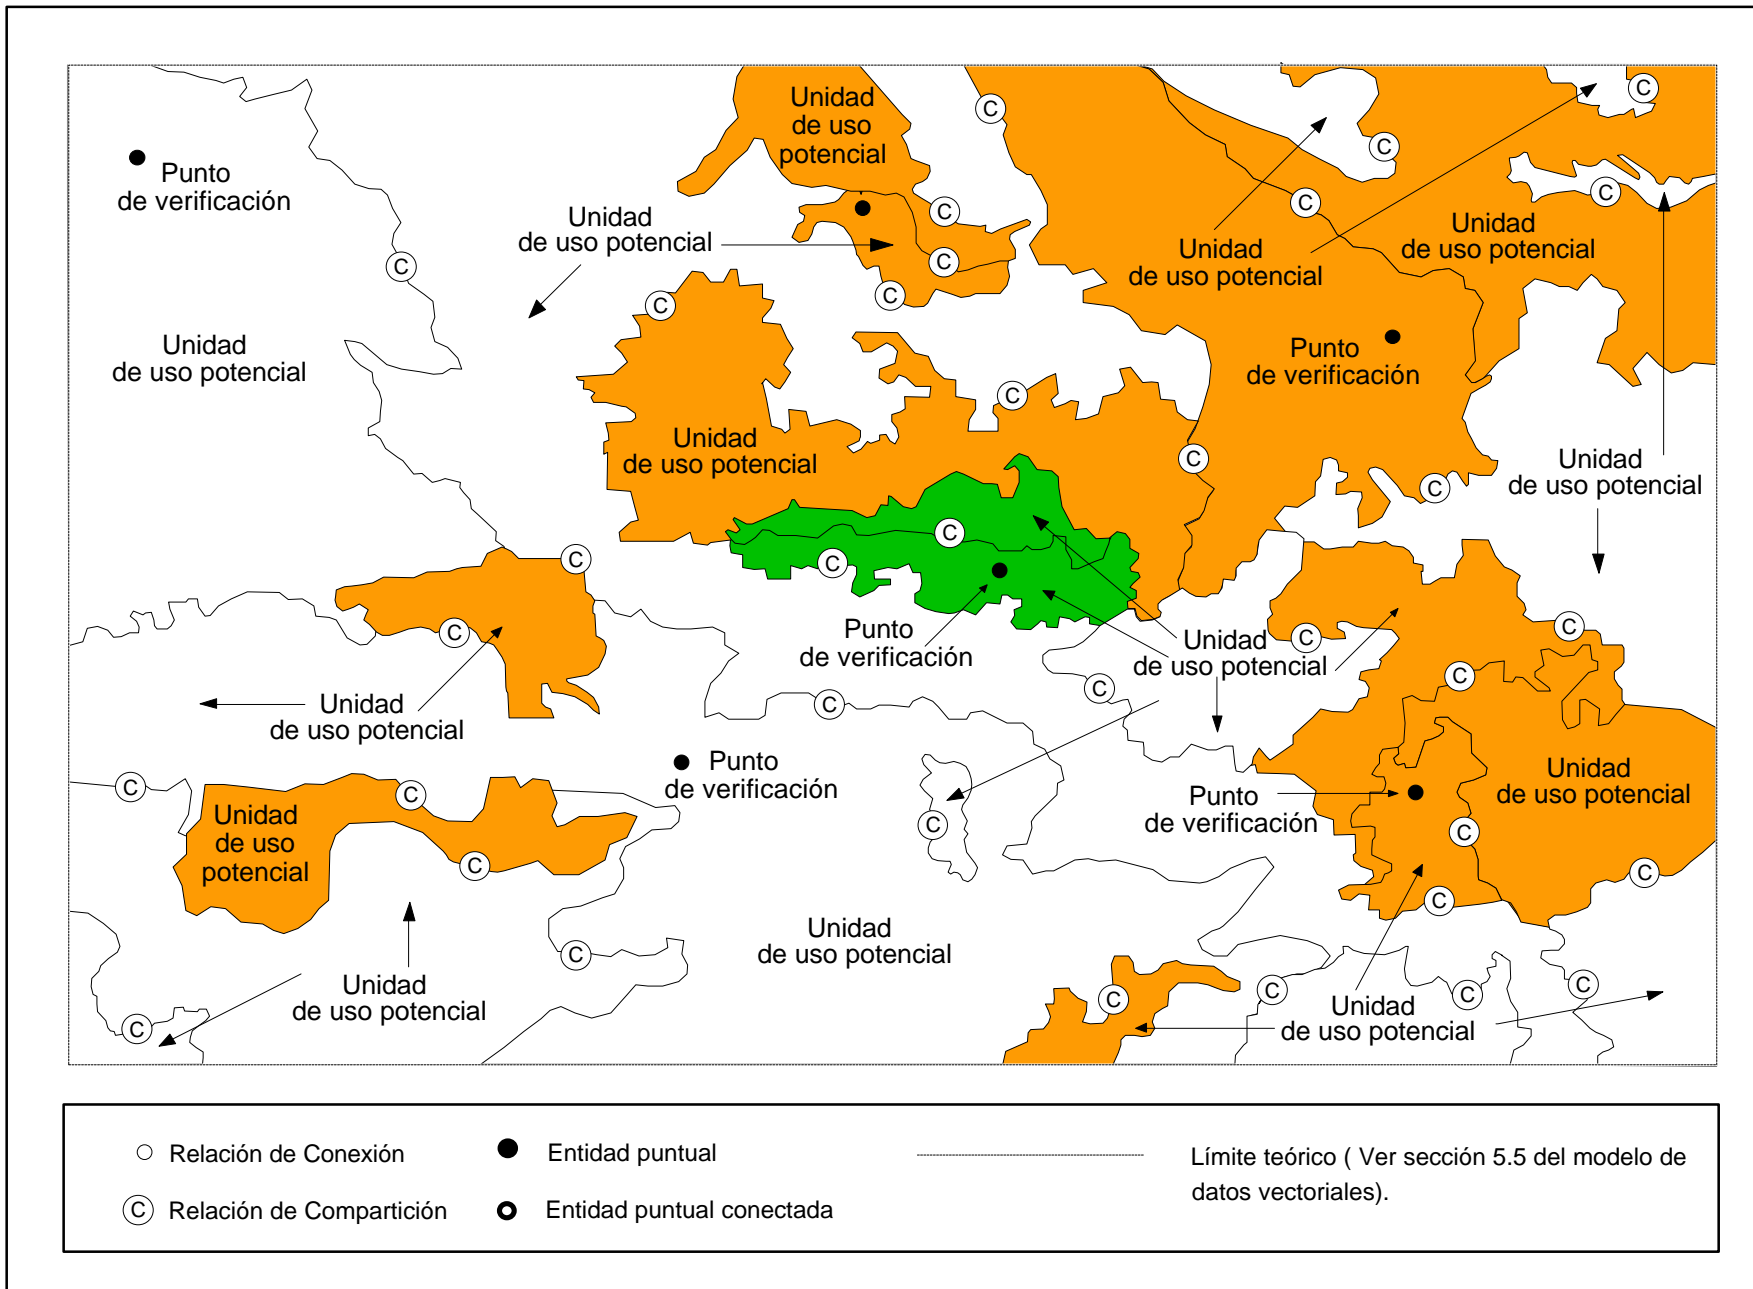 Unidad
de uso
potencial
C
C
C
Punto
de verificación
C
C
C
C
Unidad
de uso potencial
Unidad
de uso potencial
Unidad
de uso potencial
C
C
C
C
Unidad
de uso potencial
Punto
de verificación
C
Unidad
de uso potencial
C
C
Unidad
de uso potencial
C
C
C
C
Punto
de verificación
Unidad
de uso potencial
C
C
C
C
C
C
Unidad
de uso potencial
Punto
de verificación
Unidad
de uso potencial
Punto
de verificación
C
C
Unidad
de uso
potencial
C
C
C
C
C
Unidad
de uso potencial
C
Unidad
de uso potencial
C
C
C
C
Unidad
de uso potencial
C
C
Relación de Conexión
Entidad puntual
Límite teórico ( Ver sección 5.5 del modelo de
datos vectoriales).
C Relación de Compartición
Entidad puntual conectada